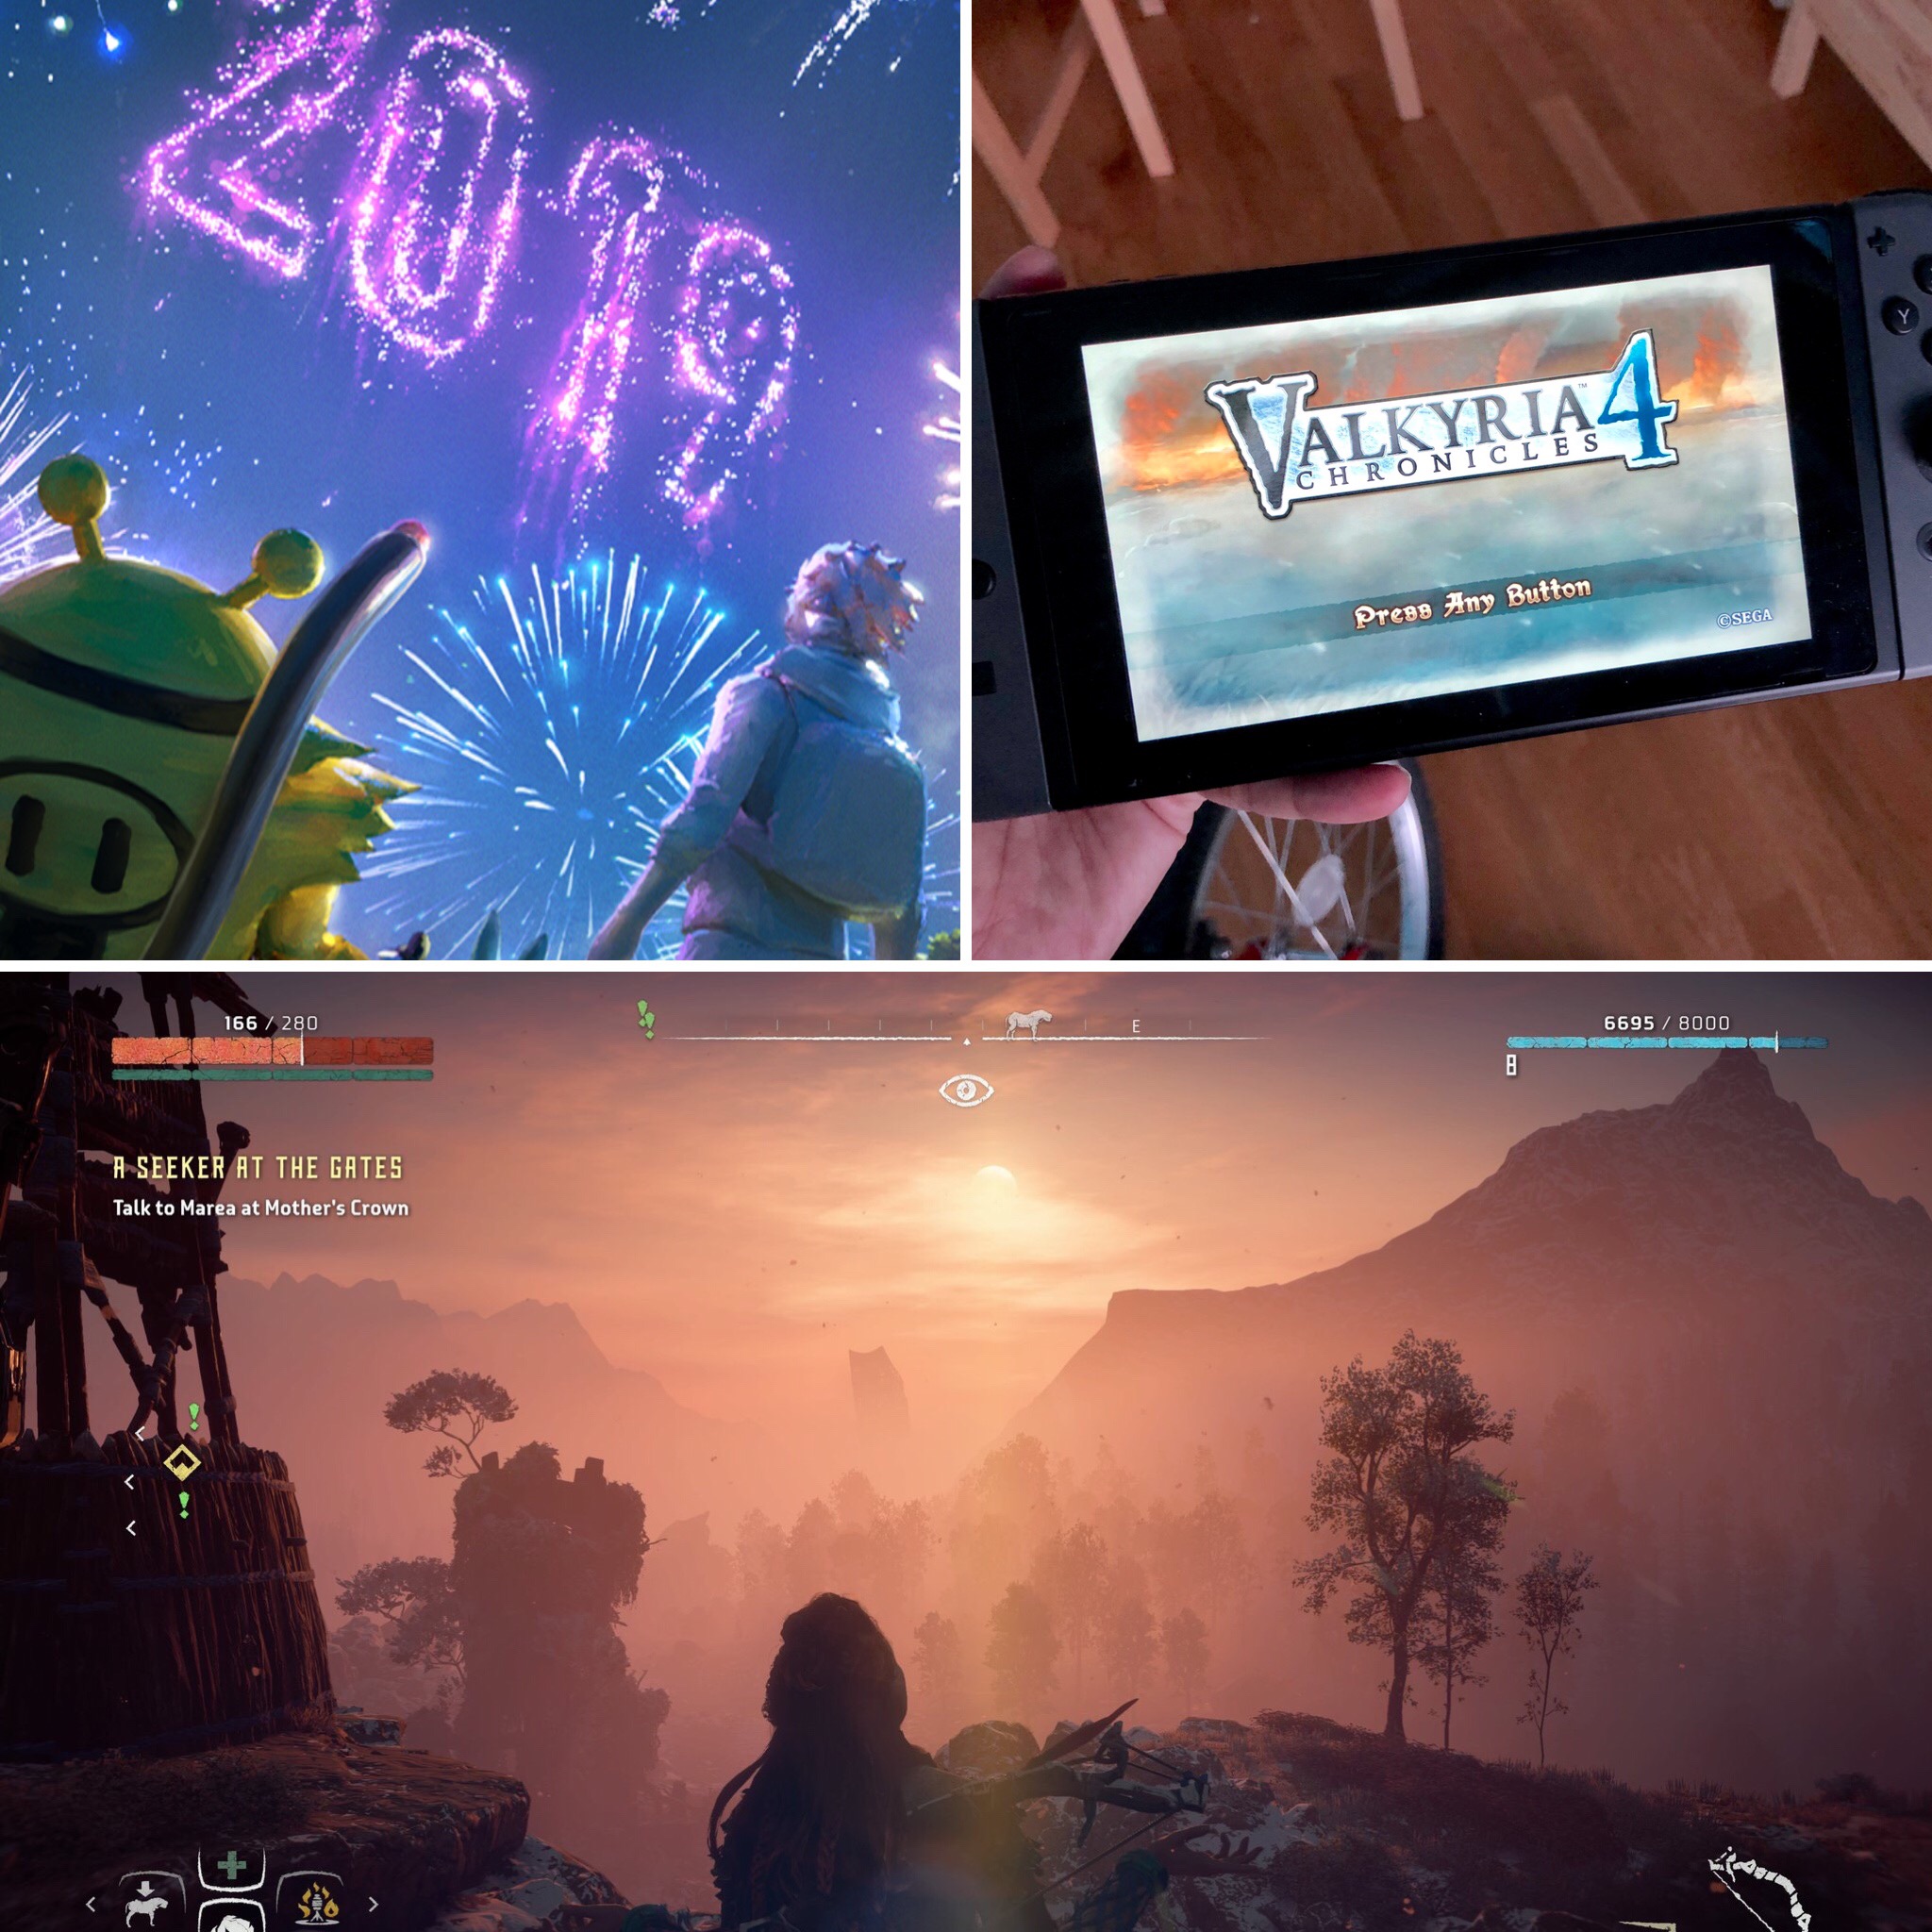 2019
VALKYRIA 4
CHRONICLES
™
Press Any Button
©SEGA
Y
166 / 280
E
6695 / 8000
A SEEKER AT THE GATES
Talk to Marea at Mother's Crown